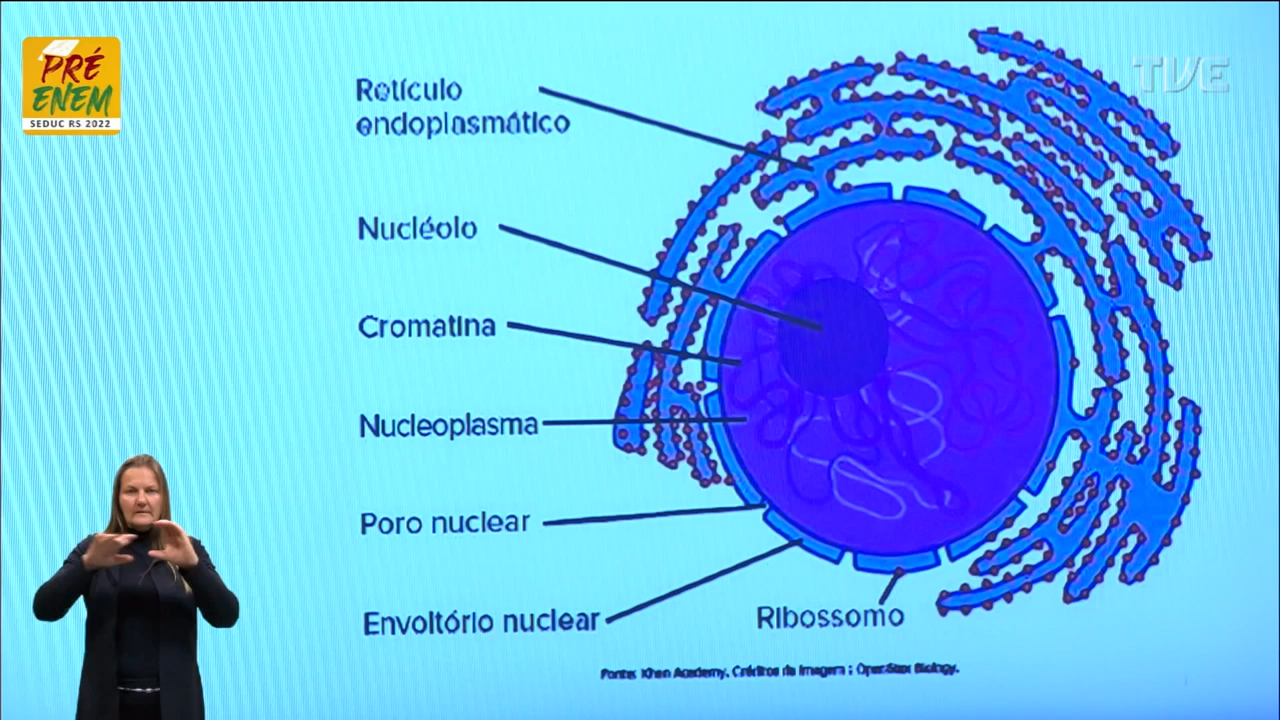 PRÉ
ENEM
SEDUC RS 2022
TVE
Retículo
endoplasmático
Nucléolo
Cromatina
Nucleoplasma
Poro nuclear
Envoltório nuclear
Ribossomo
Fonte: Khan Academy. Créditos da imagem : OpenStax Biology.